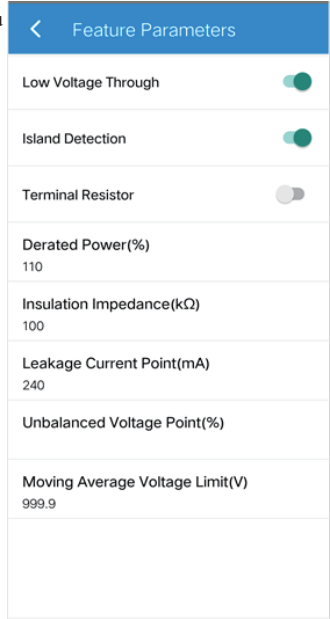 Feature Parameters
Low Voltage Through
Island Detection
Terminal Resistor
Derated Power(%)
110
Insulation Impedance(kΩ)
100
Leakage Current Point(mA)
240
Unbalanced Voltage Point(%)
Moving Average Voltage Limit(V)
999.9